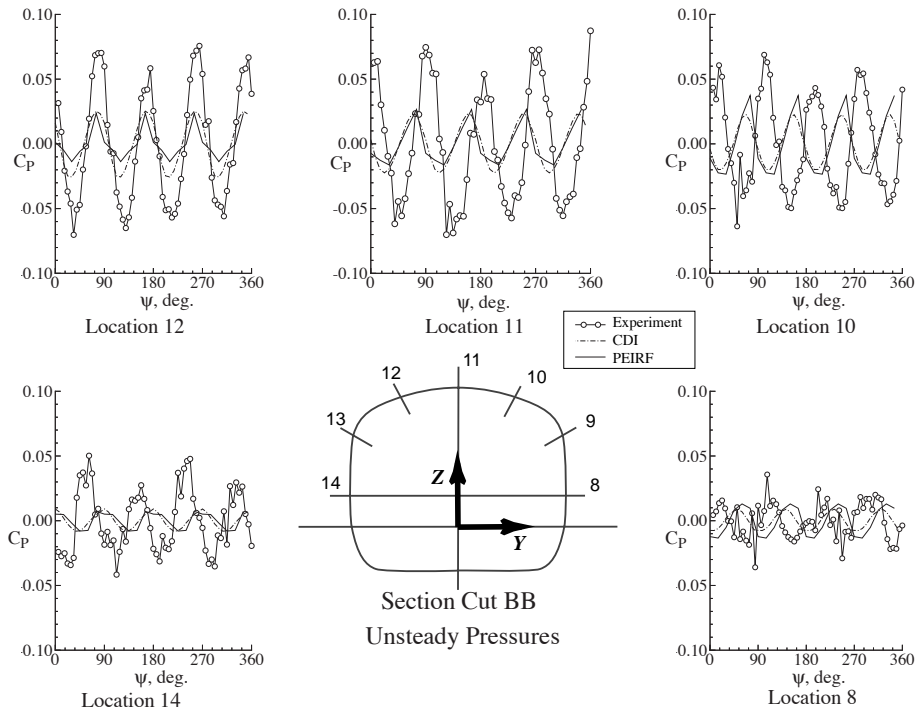 0.10
0.05
0.00
C_P
-0.05
-0.10
0 90 180 270 360
ψ, deg.
Location 12
0.10
0.05
0.00
C_P
-0.05
-0.10
0 90 180 270 360
ψ, deg.
Location 11
0.10
0.05
0.00
C_P
-0.05
-0.10
0 90 180 270 360
ψ, deg.
Location 10
Experiment
CDI
PEIRF
11
12
10
13
9
14
8
Z
Y
Section Cut BB
Unsteady Pressures
0.10
0.05
0.00
C_P
-0.05
-0.10
0 90 180 270 360
ψ, deg.
Location 14
0.10
0.05
0.00
C_P
-0.05
-0.10
0 90 180 270 360
ψ, deg.
Location 8